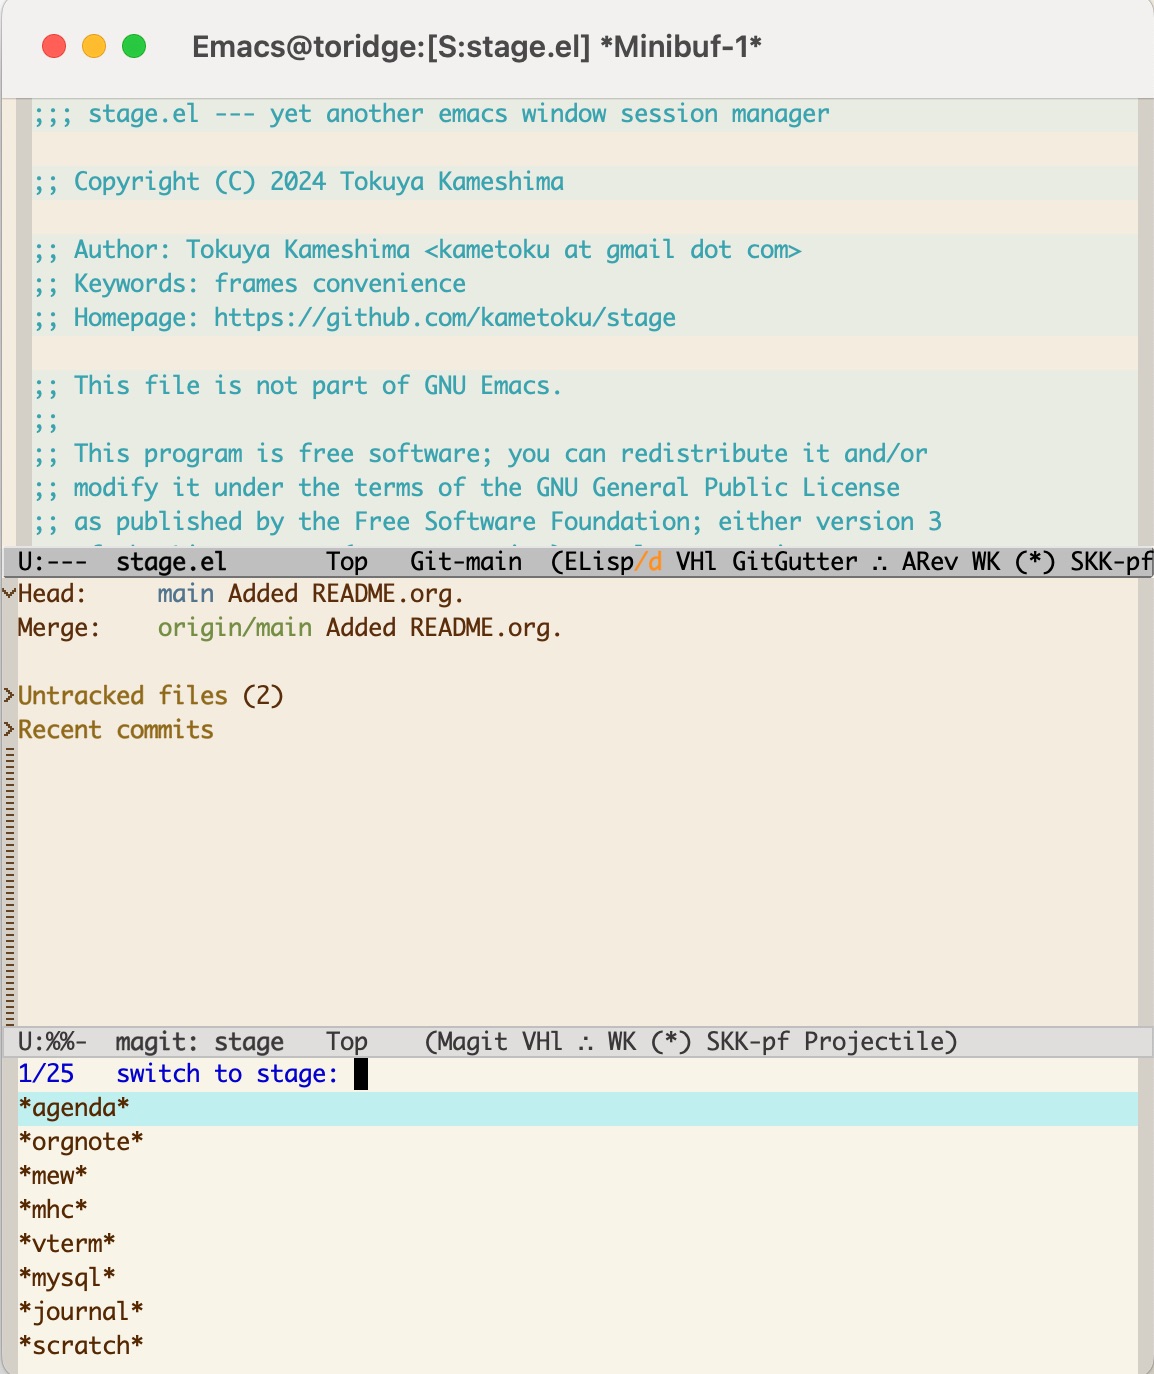 Emacs@toridge:[S:stage.el] *Minibuf-1*
;;; stage.el --- yet another emacs window session manager
;; Copyright (C) 2024 Tokuya Kameshima
;; Author: Tokuya Kameshima <kametoku at gmail dot com>
;; Keywords: frames convenience
;; Homepage: https://github.com/kametoku/stage
;; This file is not part of GNU Emacs.
;;
;; This program is free software; you can redistribute it and/or
;; modify it under the terms of the GNU General Public License
;; as published by the Free Software Foundation; either version 3
U:--- stage.el Top Git-main (ELisp/d VHl GitGutter ∴ ARev WK (*) SKK-pf
Head: main Added README.org.
Merge: origin/main Added README.org.
Untracked files (2)
Recent commits
U:%%- magit: stage Top (Magit VHl ∴ WK (*) SKK-pf Projectile)
1/25 switch to stage:
*agenda*
*orgnote*
*mew*
*mhc*
*vterm*
*mysql*
*journal*
*scratch*